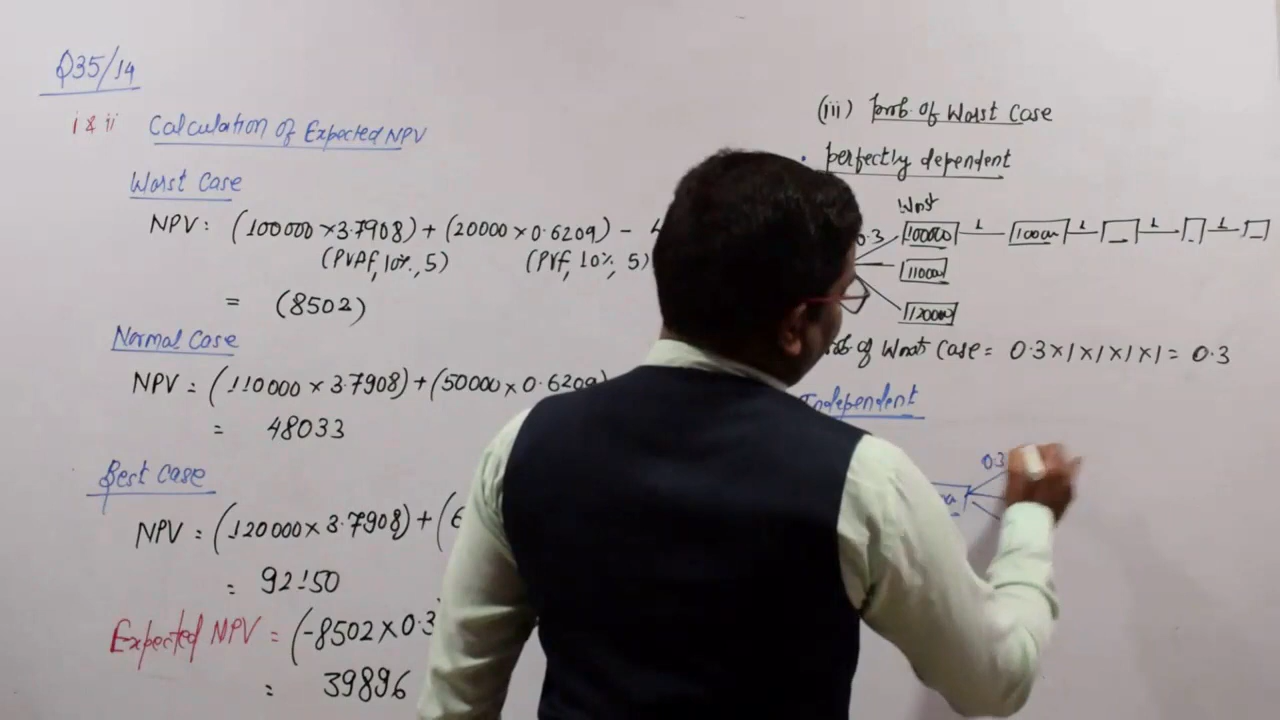 Q35/14
i & ii Calculation of Expected NPV
Worst Case
NPV: (100000 × 3.7908) + (20000 × 0.6209) - 4
(PVAf, 10%, 5) (PVf, 10%, 5)
= (8502)
Normal Case
NPV = (110000 × 3.7908) + (50000 × 0.6209)
= 48033
Best Case
NPV = (120000 × 3.7908) + (6
= 92150
Expected NPV = (-8502 × 0.3
= 39896
(iii) Prob. of Worst Case
perfectly dependent
Worst
0.3 100000 1 100000 1 1 1
110000
120000
of Worst Case = 0.3 × 1 × 1 × 1 × 1 = 0.3
Independent
0.3